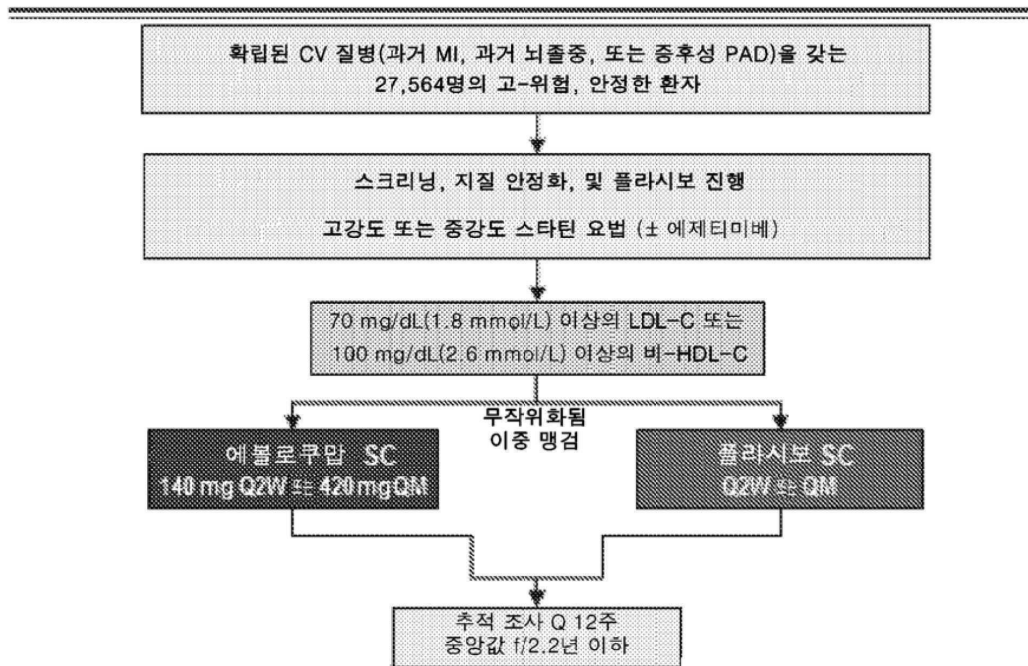 확립된 CV 질병(과거 MI, 과거 뇌졸중, 또는 증후성 PAD)을 갖는
27,564명의 고-위험, 안정한 환자
스크리닝, 지질 안정화, 및 플라시보 진행
고강도 또는 중강도 스타틴 요법 (± 에제티미베)
70 mg/dL(1.8 mmol/L) 이상의 LDL-C 또는
100 mg/dL(2.6 mmol/L) 이상의 비-HDL-C
무작위화됨
이중 맹검
에볼로쿠맙 SC
140 mg Q2W 또는 420 mg QM
플라시보 SC
Q2W 또는 QM
추적 조사 Q 12주
중앙값 f/2.2년 이하